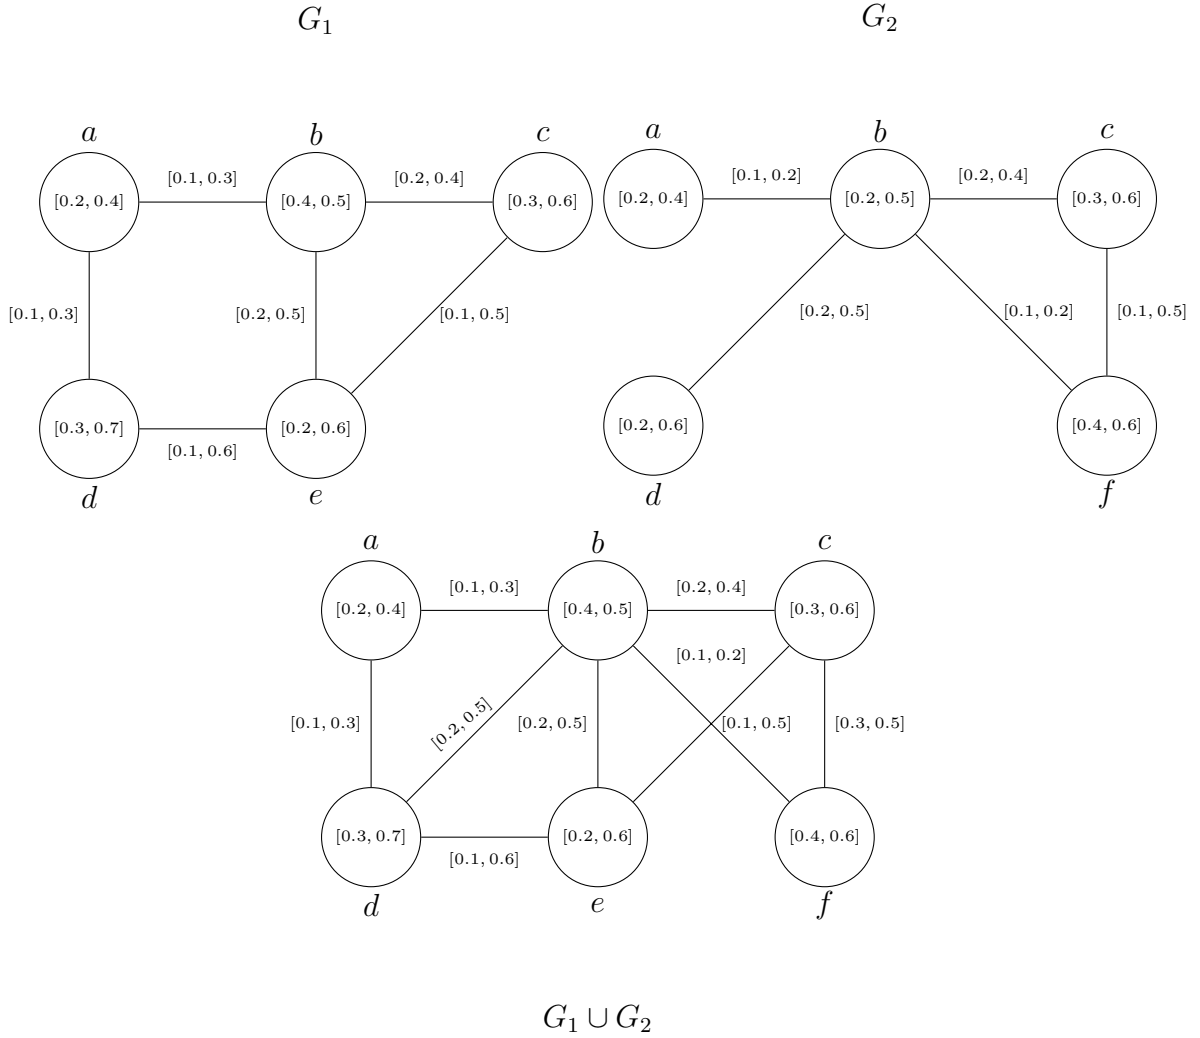 G₁ G₂
a b c a b c
[0.1, 0.3] [0.2, 0.4] [0.1, 0.2] [0.2, 0.4]
[0.2, 0.4] [0.4, 0.5] [0.3, 0.6] [0.2, 0.4] [0.2, 0.5] [0.3, 0.6]
[0.1, 0.3] [0.2, 0.5] [0.1, 0.5] [0.2, 0.5] [0.1, 0.2] [0.1, 0.5]
[0.3, 0.7] [0.2, 0.6] [0.2, 0.6] [0.4, 0.6]
[0.1, 0.6]
d e d f
a b c
[0.1, 0.3] [0.2, 0.4]
[0.2, 0.4] [0.4, 0.5] [0.3, 0.6]
[0.1, 0.2]
[0.1, 0.3] [0.2, 0.5] [0.2, 0.5] [0.1, 0.5] [0.3, 0.5]
[0.3, 0.7] [0.2, 0.6] [0.4, 0.6]
[0.1, 0.6]
d e f
G₁ ∪ G₂